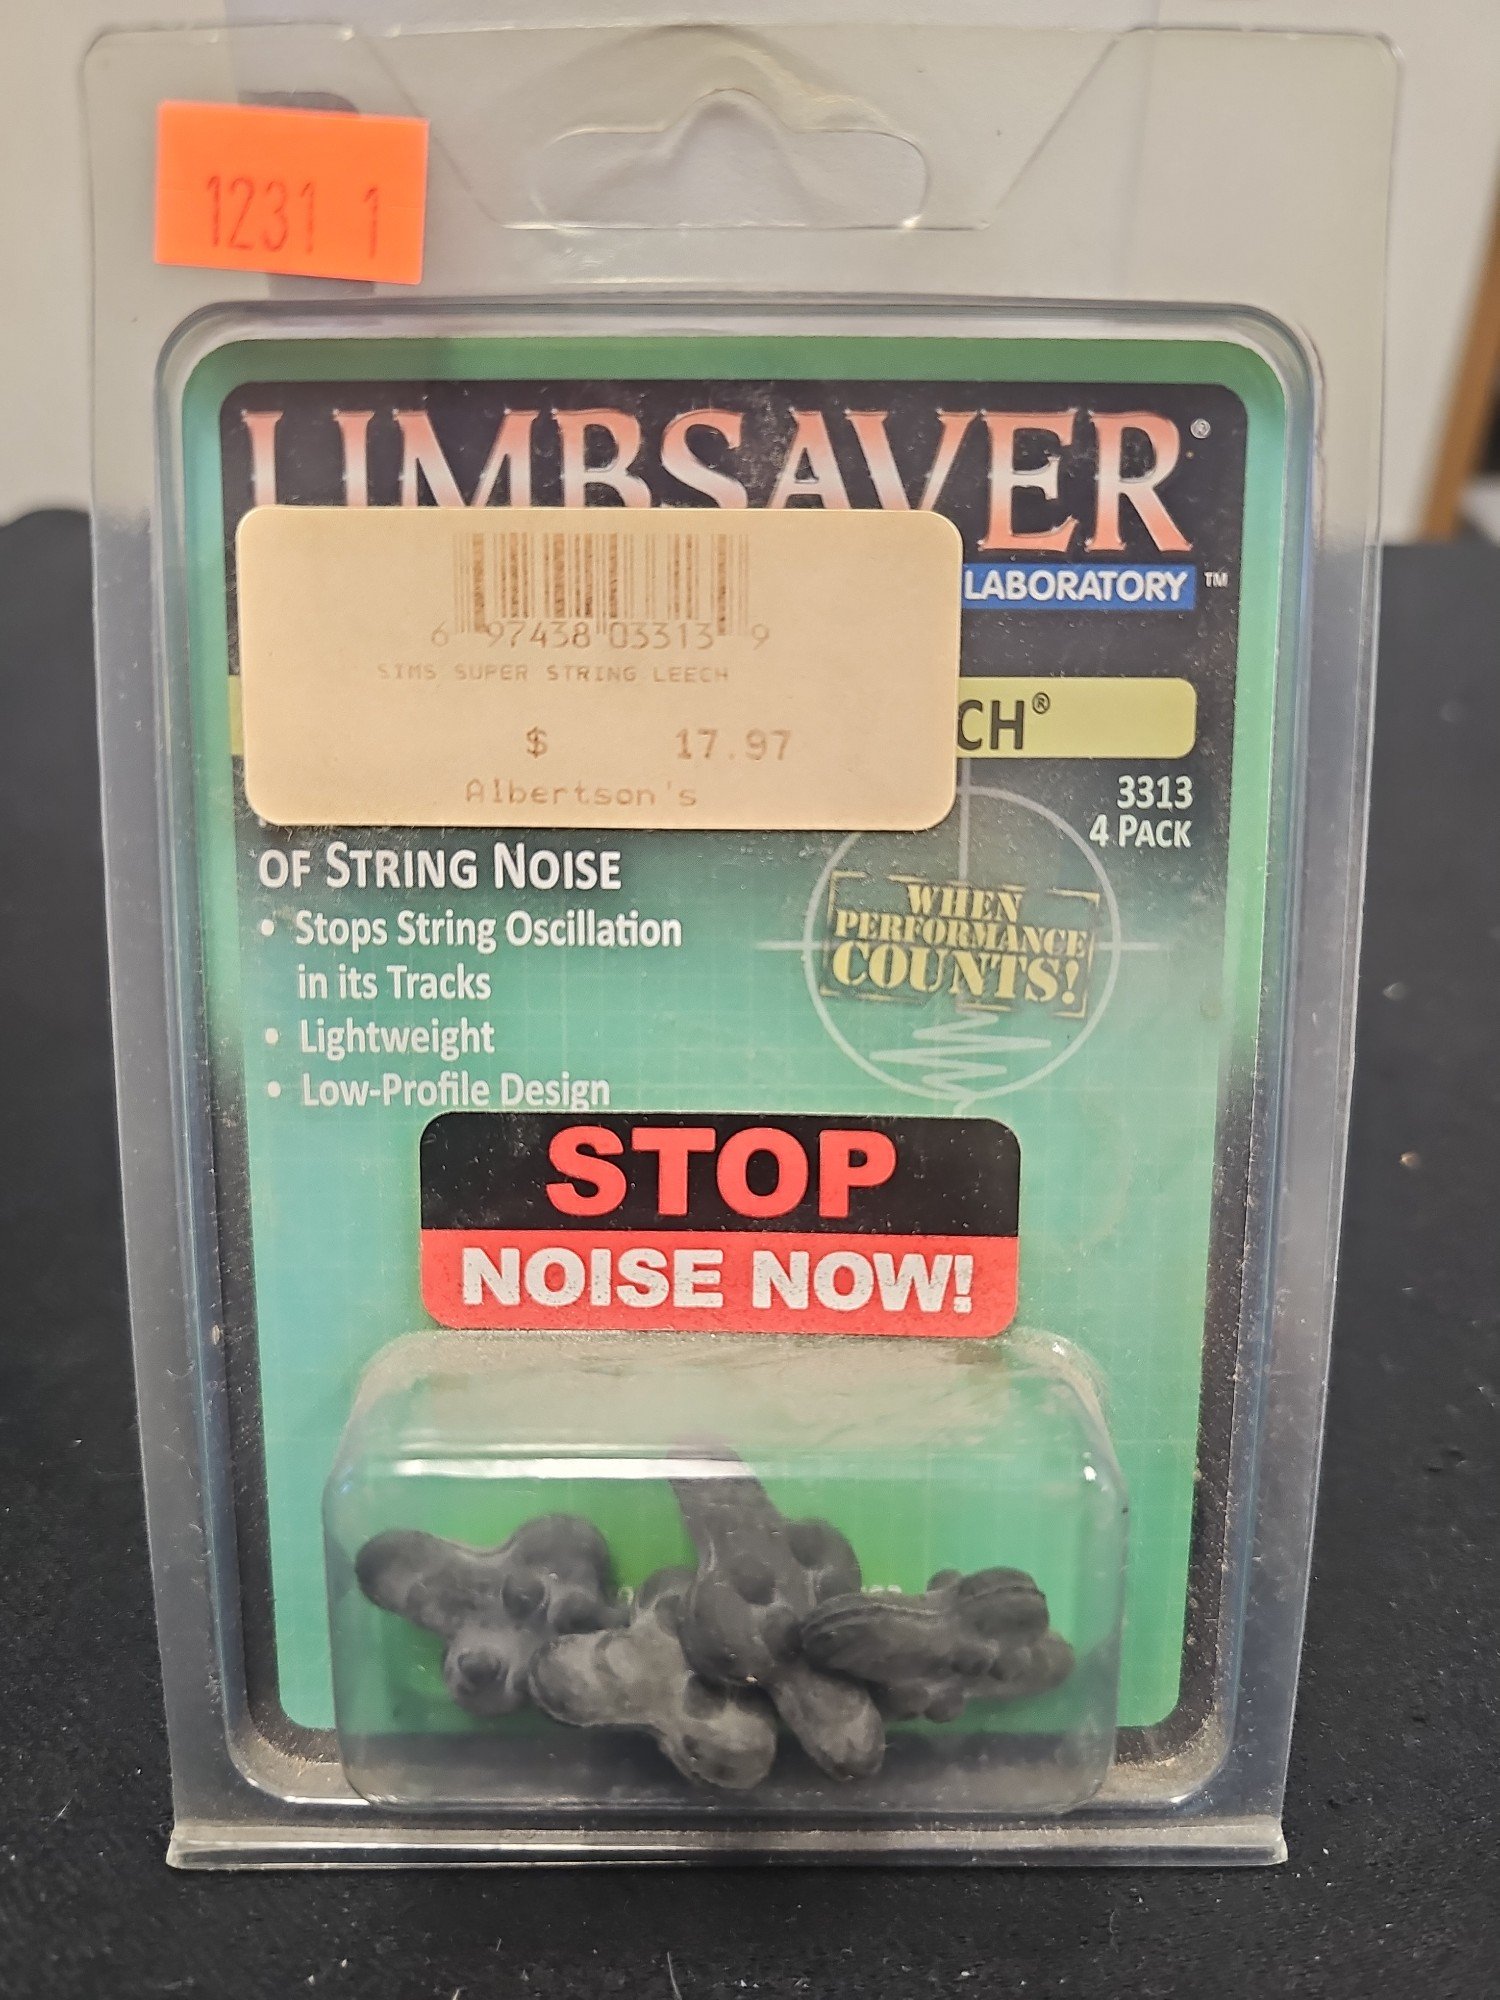 1231 1
LIMBSAVER®
LABORATORY ™
6 97438 03313 9
SIMS SUPER STRING LEECH
$ 17.97
Albertson's
CH®
3313
4 PACK
OF STRING NOISE
• Stops String Oscillation
in its Tracks
• Lightweight
• Low-Profile Design
WHEN
PERFORMANCE
COUNTS!
STOP
NOISE NOW!